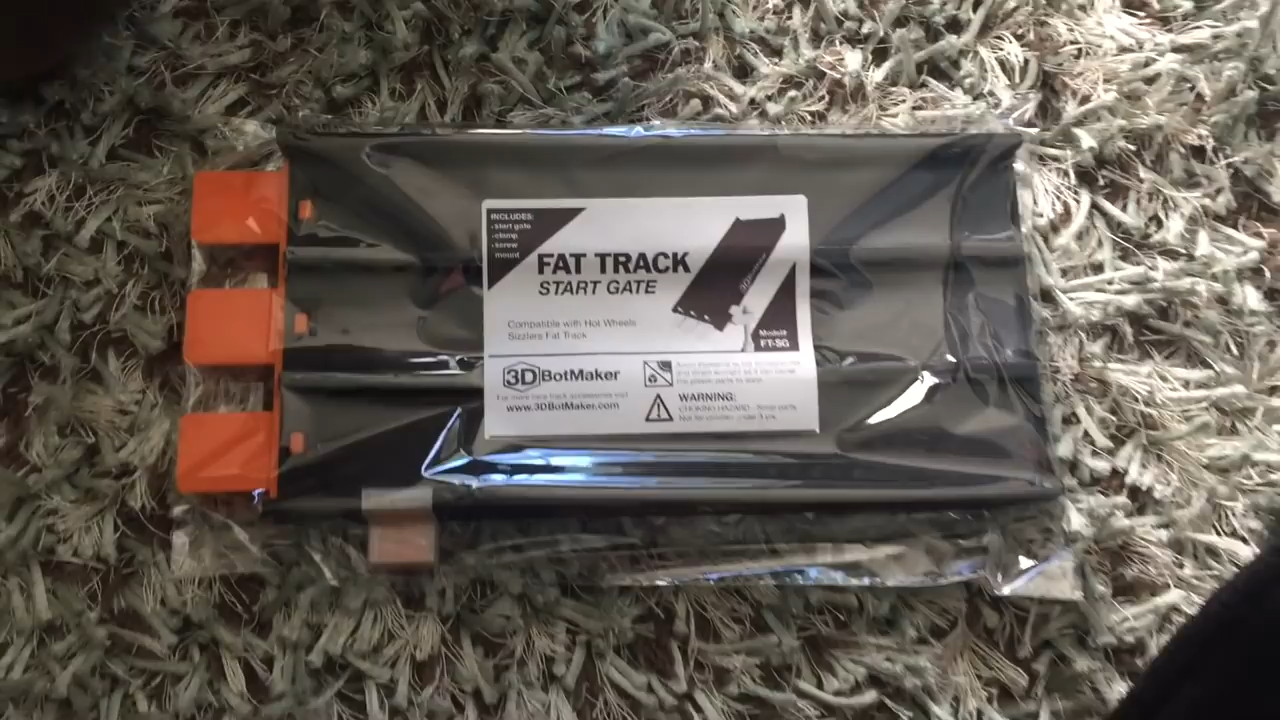 INCLUDES:
- start gate
- clamp
- screw
mount
FAT TRACK
START GATE
Compatible with Hot Wheels
Sizzlers Fat Track
3DBotMaker
Model#
FT-SG
3DBotMaker
For more race track accessories visit
www.3DBotMaker.com
WARNING:
CHOKING HAZARD - Small parts
Not for children under 3 yrs.